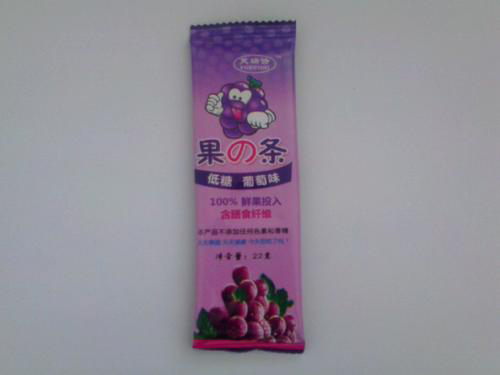 果の条
低糖 葡萄味
100% 鲜果投入
含膳食纤维
本产品不添加任何色素和香精
净含量：22克